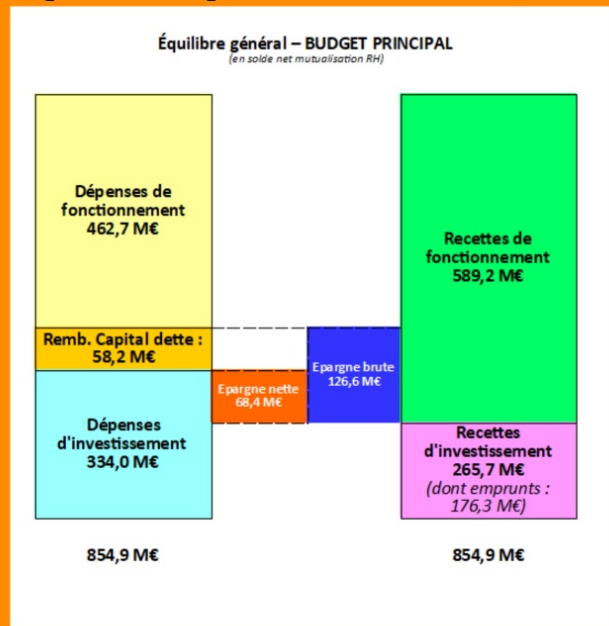 Équilibre général – BUDGET PRINCIPAL
(en solde net mutualisation RH)
Dépenses de
fonctionnement
462,7 M€
Remb. Capital dette :
58,2 M€
Dépenses
d'investissement
334,0 M€
854,9 M€
Epargne nette
68,4 M€
Epargne brute
126,6 M€
Recettes de
fonctionnement
589,2 M€
Recettes
d'investissement
265,7 M€
(dont emprunts :
176,3 M€)
854,9 M€